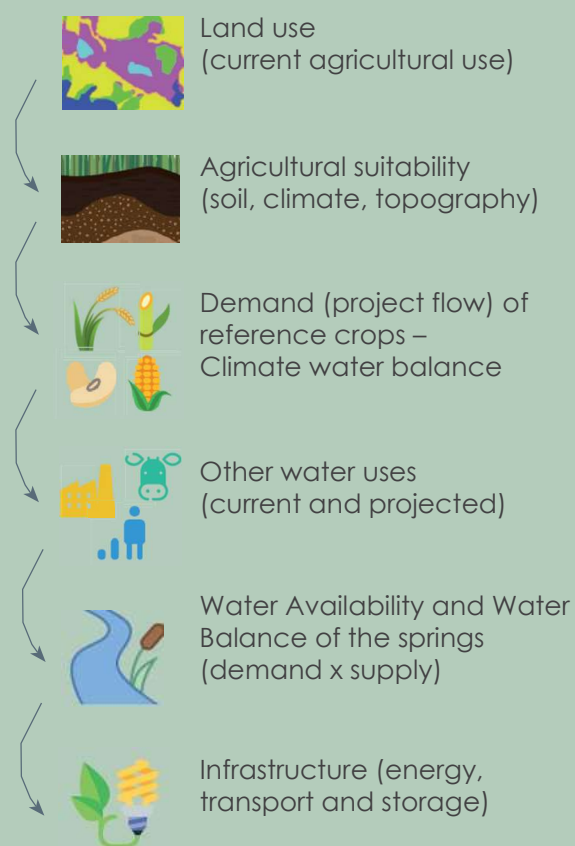 Land use
(current agricultural use)
Agricultural suitability
(soil, climate, topography)
Demand (project flow) of
reference crops –
Climate water balance
Other water uses
(current and projected)
Water Availability and Water
Balance of the springs
(demand x supply)
Infrastructure (energy,
transport and storage)